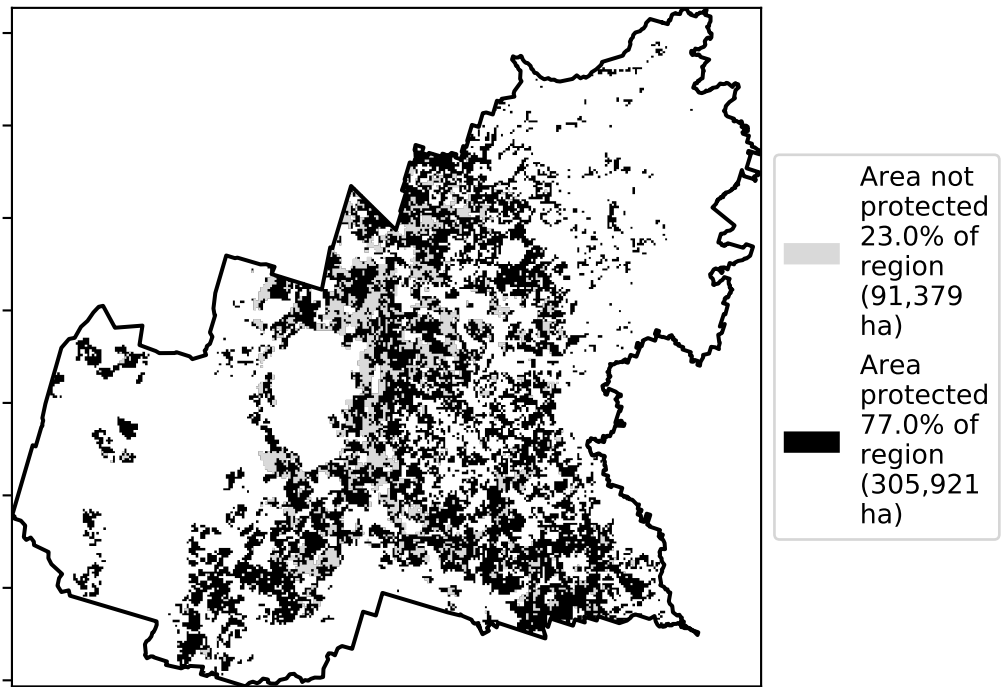 Area not
protected
23.0% of
region
(91,379
ha)
Area
protected
77.0% of
region
(305,921
ha)